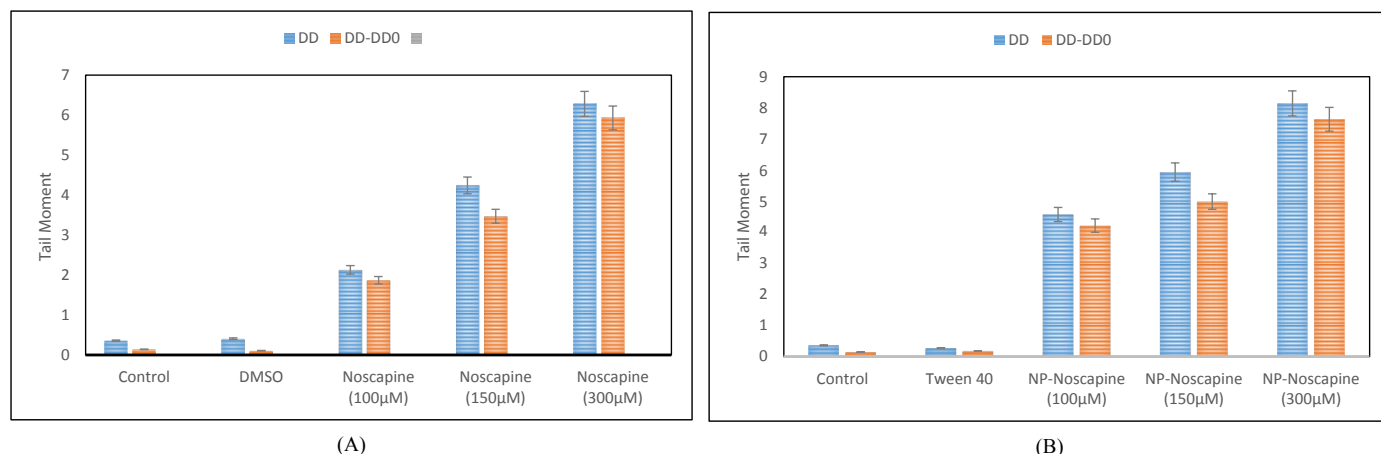 DD DD-DD0
7
6
5
4
3
2
1
0
Tail Moment
Control DMSO Noscapine Noscapine Noscapine
(100µM) (150µM) (300µM)
(A)
DD DD-DD0
9
8
7
6
5
4
3
2
1
0
Tail Moment
Control Tween 40 NP-Noscapine NP-Noscapine NP-Noscapine
(100µM) (150µM) (300µM)
(B)